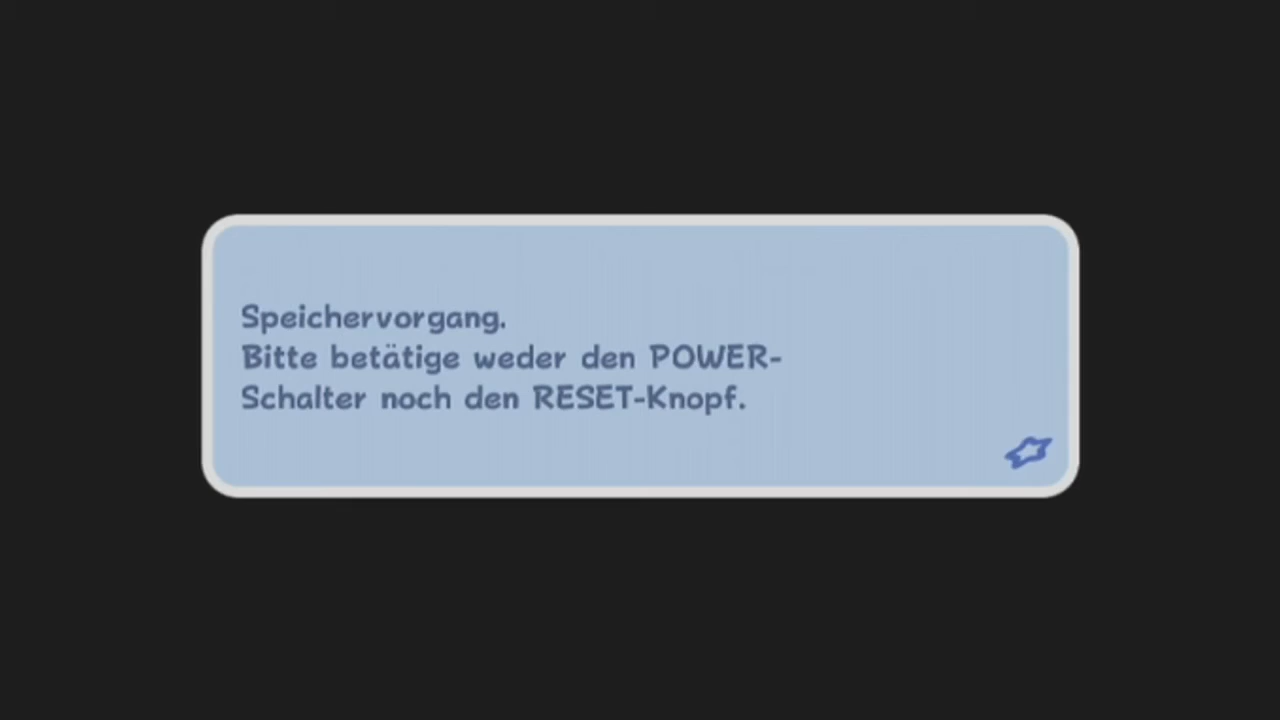 Speichervorgang.
Bitte betätige weder den POWER-
Schalter noch den RESET-Knopf.